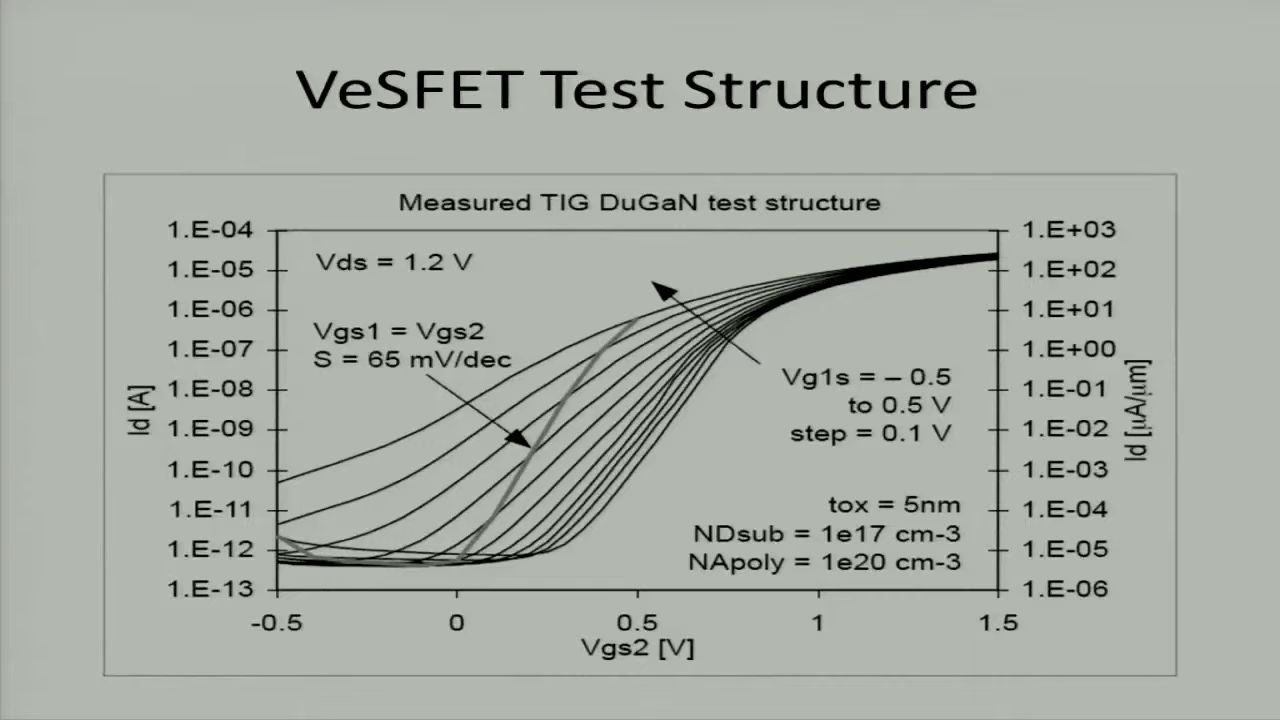 VeSFET Test Structure
Measured TIG DuGaN test structure
1.E-04
1.E-05
1.E-06
1.E-07
1.E-08
1.E-09
1.E-10
1.E-11
1.E-12
1.E-13
Id [A]
Vds = 1.2 V
Vgs1 = Vgs2
S = 65 mV/dec
Vg1s = – 0.5
to 0.5 V
step = 0.1 V
tox = 5nm
NDsub = 1e17 cm-3
NApoly = 1e20 cm-3
1.E+03
1.E+02
1.E+01
1.E+00
1.E-01
1.E-02
1.E-03
1.E-04
1.E-05
1.E-06
Id [µA/µm]
-0.5 0 0.5 1 1.5
Vgs2 [V]